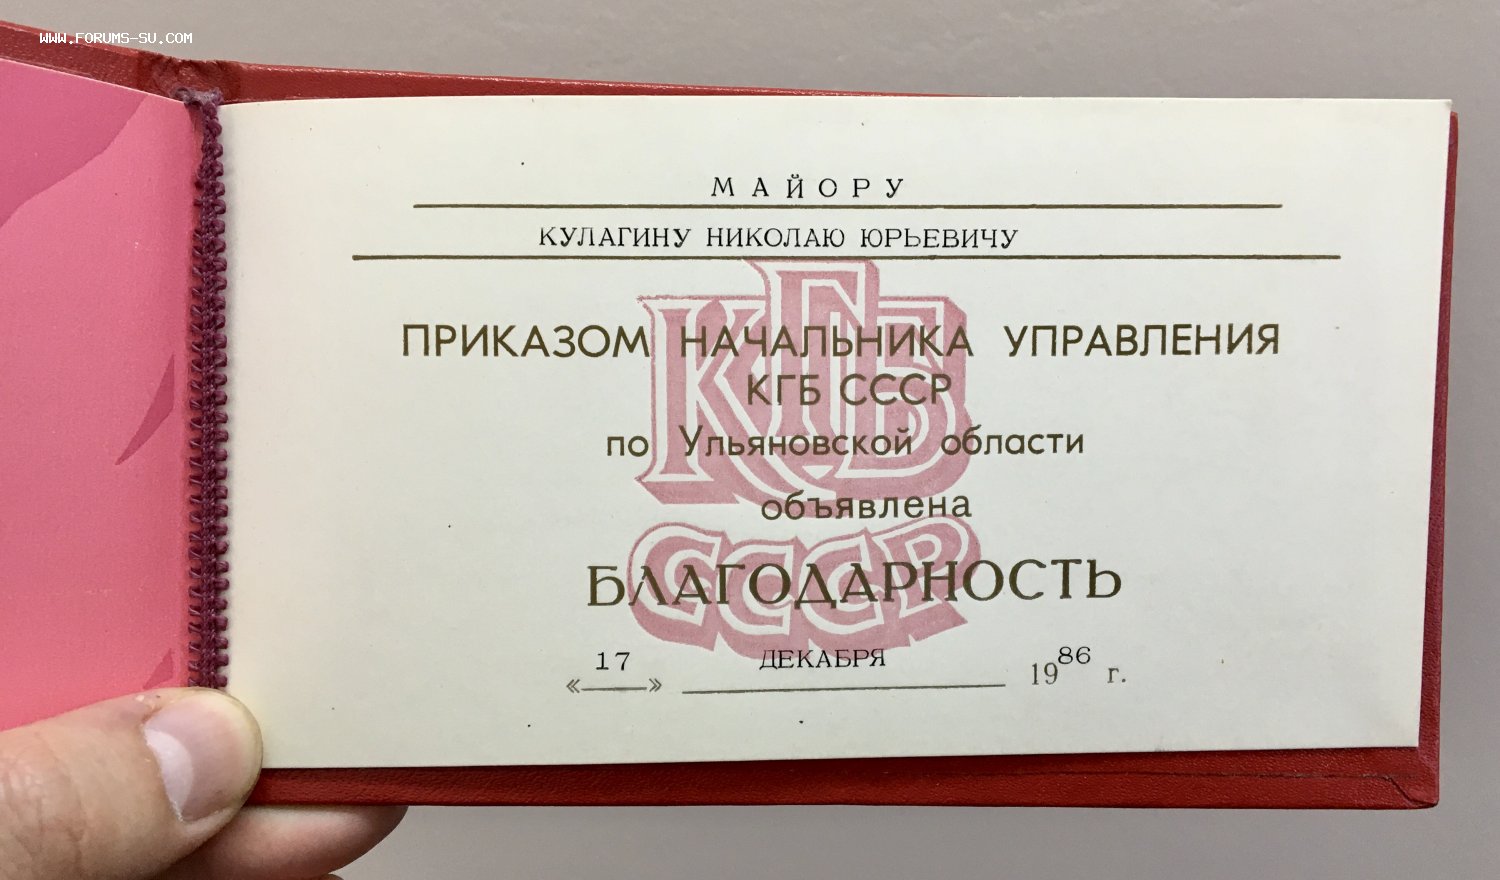 WWW.FORUMS-SU.COM
МАЙОРУ
КУЛАГИНУ НИКОЛАЮ ЮРЬЕВИЧУ
ПРИКАЗОМ НАЧАЛЬНИКА УПРАВЛЕНИЯ
КГБ СССР
по Ульяновской области
объявлена
БЛАГОДАРНОСТЬ
«17» ДЕКАБРЯ 1986 г.
КГБ
СССР